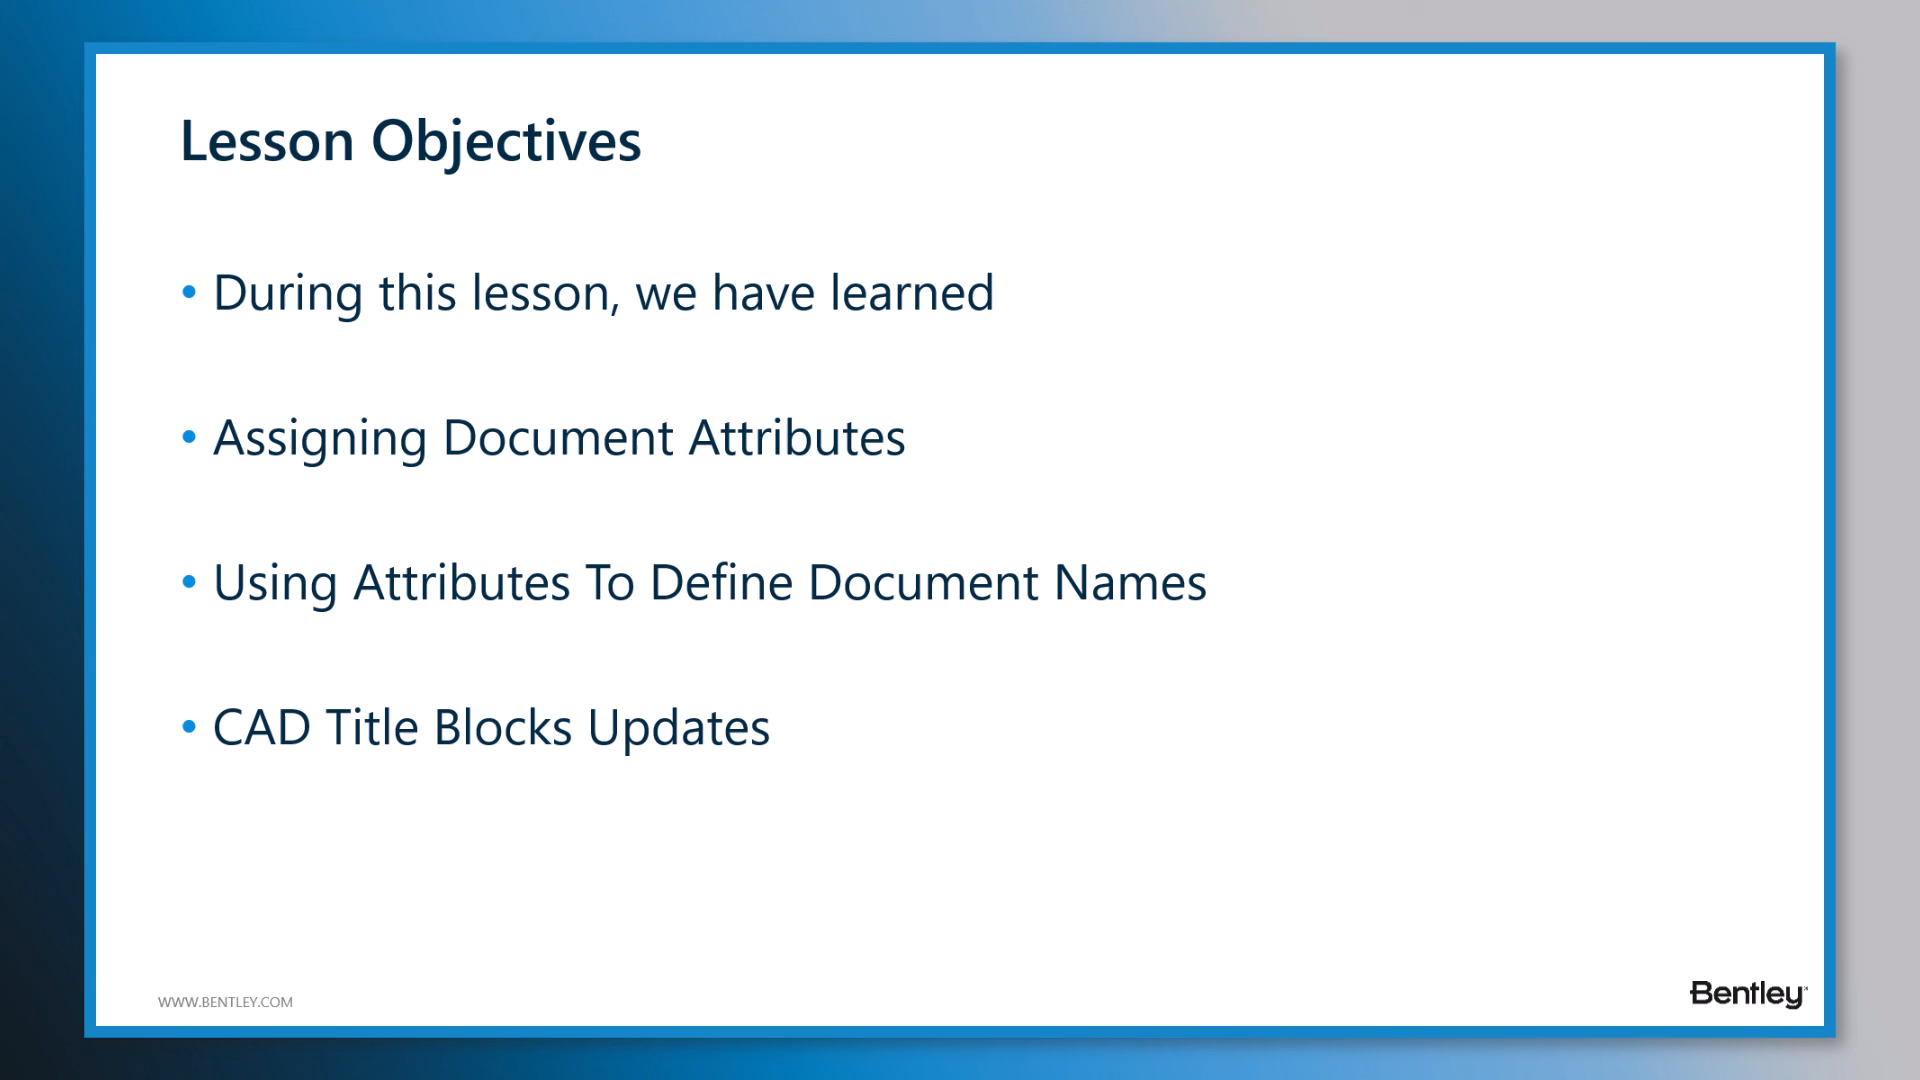 Lesson Objectives
• During this lesson, we have learned
• Assigning Document Attributes
• Using Attributes To Define Document Names
• CAD Title Blocks Updates
WWW.BENTLEY.COM
Bentley